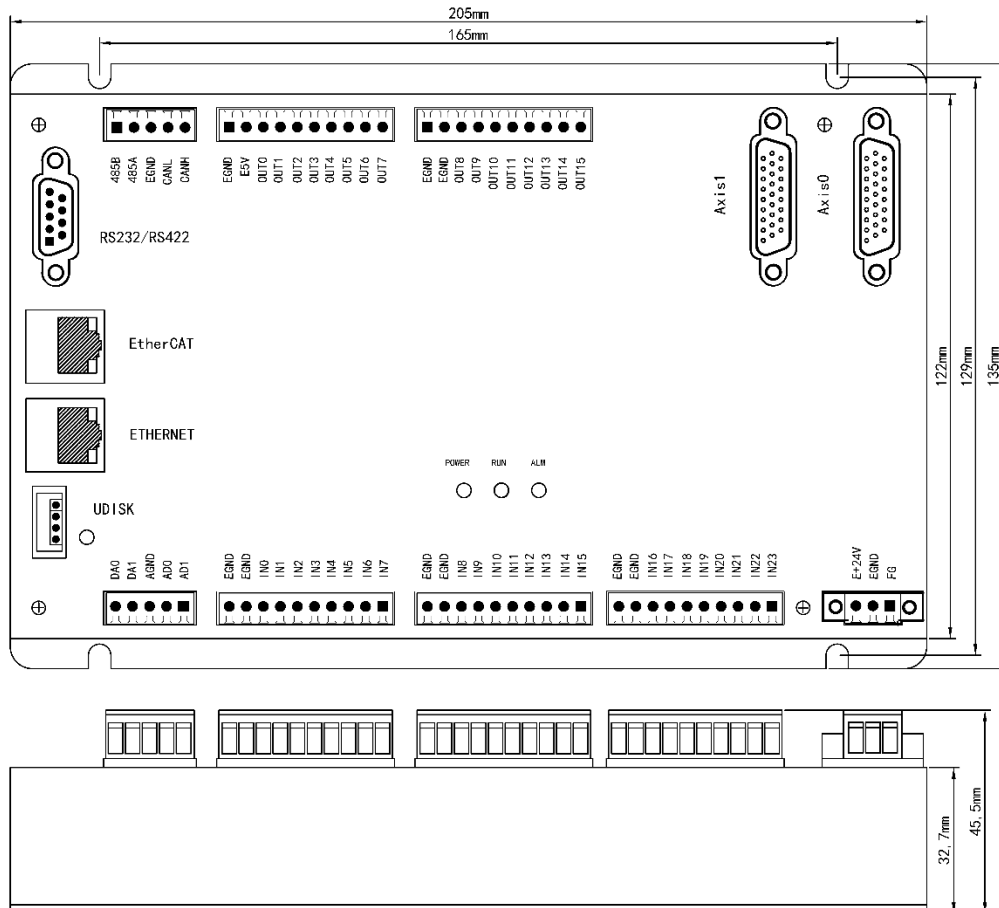 205mm
165mm
485B
485A
EGND
CANL
CANH
EGND
E5V
OUT0
OUT1
OUT2
OUT3
OUT4
OUT5
OUT6
OUT7
EGND
EGND
OUT8
OUT9
OUT10
OUT11
OUT12
OUT13
OUT14
OUT15
Axis1
Axis0
RS232/RS422
EtherCAT
122mm
129mm
135mm
ETHERNET
POWER
RUN
ALM
UDISK
DA0
DA1
AGND
AD0
AD1
EGND
EGND
IN0
IN1
IN2
IN3
IN4
IN5
IN6
IN7
EGND
EGND
IN8
IN9
IN10
IN11
IN12
IN13
IN14
IN15
EGND
EGND
IN16
IN17
IN18
IN19
IN20
IN21
IN22
IN23
E+24V
EGND
FG
32,7mm
45,5mm